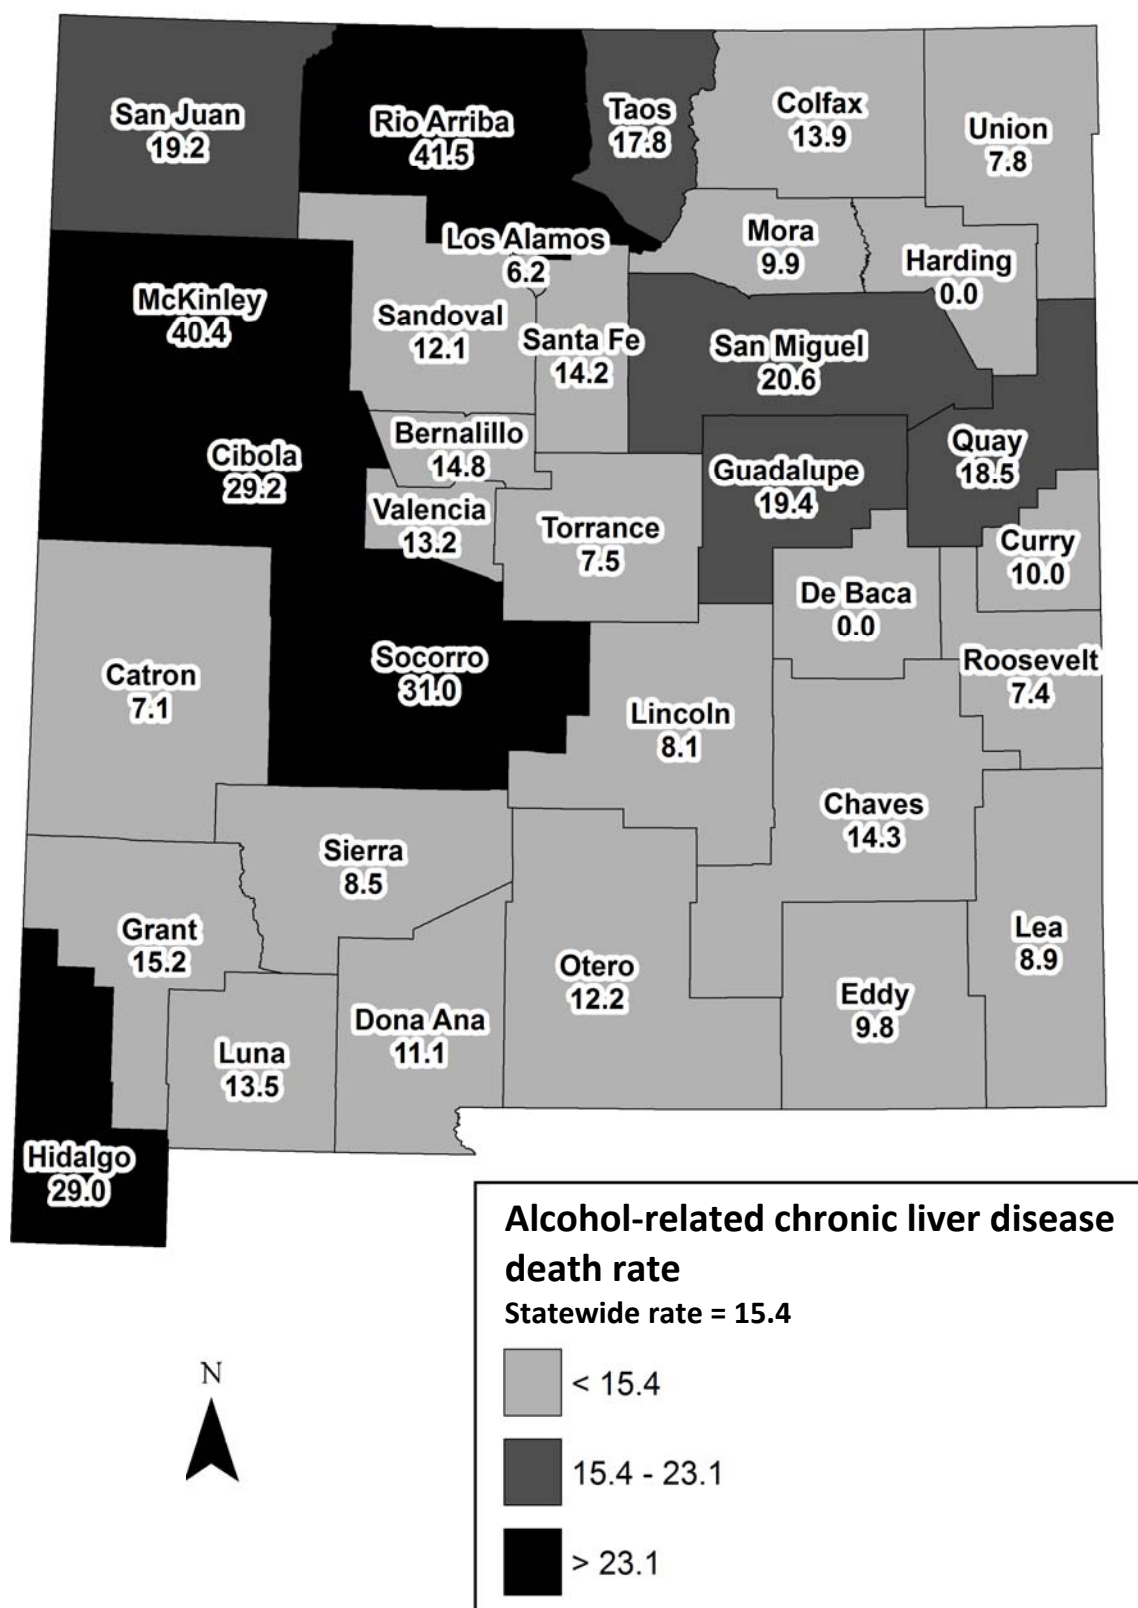 San Juan
19.2
Rio Arriba
41.5
Taos
17.8
Colfax
13.9
Union
7.8
Los Alamos
6.2
Mora
9.9
Harding
0.0
McKinley
40.4
Sandoval
12.1
Santa Fe
14.2
San Miguel
20.6
Cibola
29.2
Bernalillo
14.8
Valencia
13.2
Torrance
7.5
Guadalupe
19.4
Quay
18.5
Curry
10.0
De Baca
0.0
Catron
7.1
Socorro
31.0
Lincoln
8.1
Roosevelt
7.4
Chaves
14.3
Sierra
8.5
Grant
15.2
Otero
12.2
Lea
8.9
Eddy
9.8
Dona Ana
11.1
Luna
13.5
Hidalgo
29.0
Alcohol-related chronic liver disease
death rate
Statewide rate = 15.4
< 15.4
15.4 - 23.1
> 23.1
N